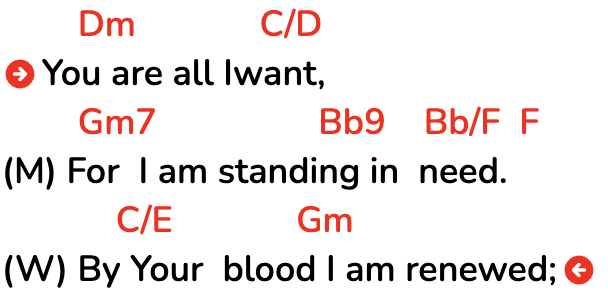 Dm C/D
You are all Iwant,
Gm7 Bb9 Bb/F F
(M) For I am standing in need.
C/E Gm
(W) By Your blood I am renewed;